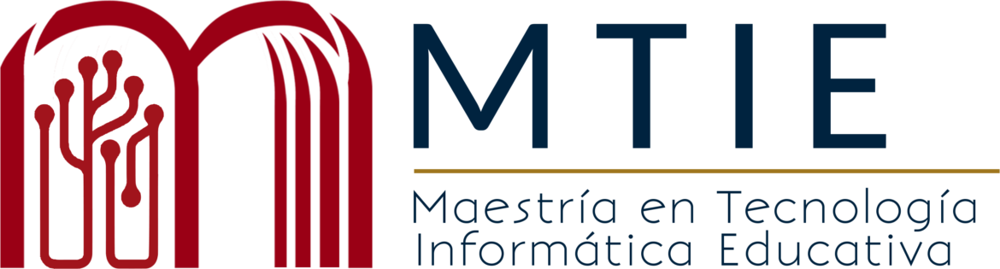 MTIE
Maestría en Tecnología
Informática Educativa